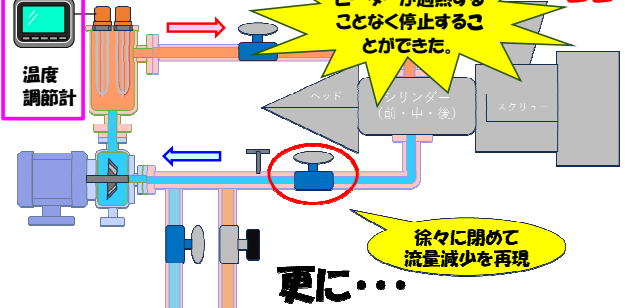 ことなく停止するこ
とができた。
温度
調節計
ヘッド
シリンダー
(前・中・後)
スクリュー
徐々に閉めて
流量減少を再現
更に・・・